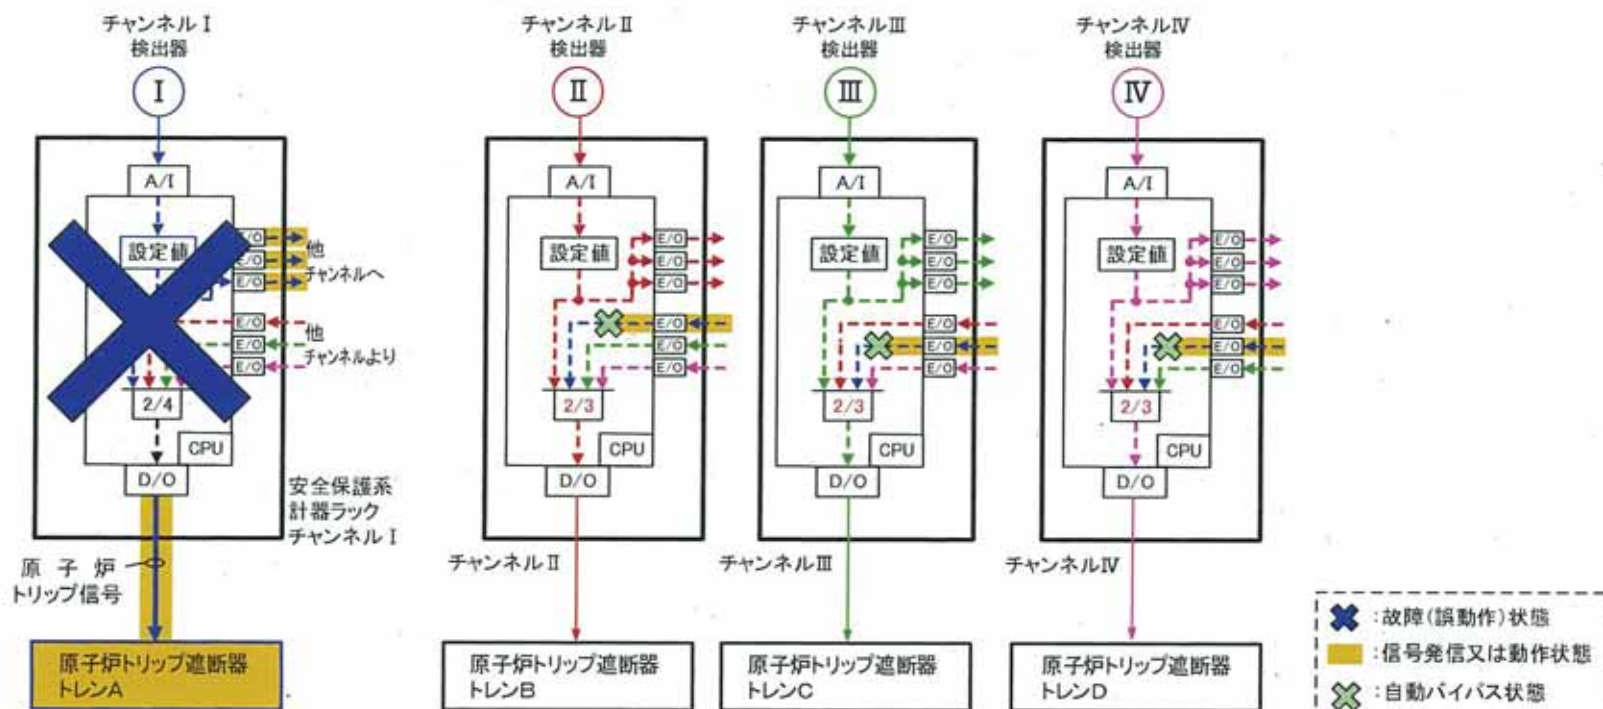 チャンネルⅠ
検出器
Ⅰ
A/I
設定値
E/O
E/O
E/O
他
チャンネルへ
E/O
E/O
E/O
他
チャンネルより
2/4
CPU
D/O
安全保護系
計器ラック
チャンネルⅠ
原子炉
トリップ信号
原子炉トリップ遮断器
トレンA
チャンネルⅡ
検出器
Ⅱ
A/I
設定値
E/O
E/O
E/O
E/O
E/O
E/O
2/3
CPU
D/O
チャンネルⅡ
原子炉トリップ遮断器
トレンB
チャンネルⅢ
検出器
Ⅲ
A/I
設定値
E/O
E/O
E/O
E/O
E/O
E/O
2/3
CPU
D/O
チャンネルⅢ
原子炉トリップ遮断器
トレンC
チャンネルⅣ
検出器
Ⅳ
A/I
設定値
E/O
E/O
E/O
E/O
E/O
E/O
2/3
CPU
D/O
チャンネルⅣ
原子炉トリップ遮断器
トレンD
:故障(誤動作)状態
:信号発信又は動作状態
:自動バイパス状態